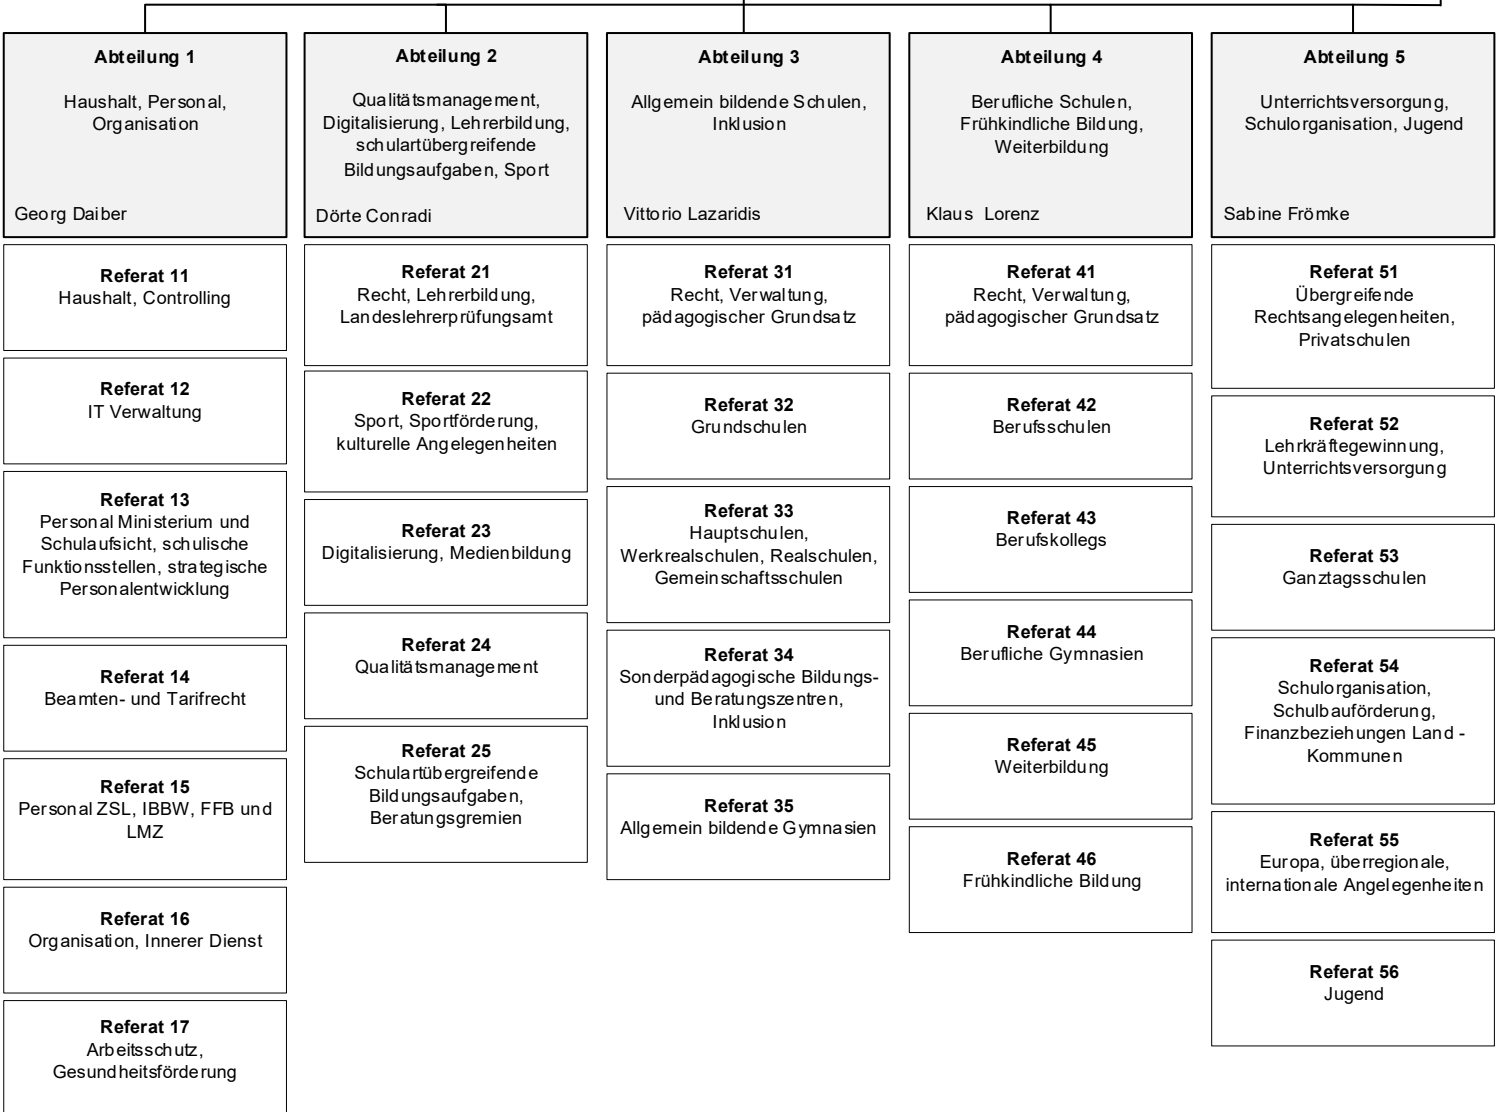 Abteilung 1
Haushalt, Personal,
Organisation
Georg Daiber
Referat 11
Haushalt, Controlling
Referat 12
IT Verwaltung
Referat 13
Personal Ministerium und
Schulaufsicht, schulische
Funktionsstellen, strategische
Personalentwicklung
Referat 14
Beamten- und Tarifrecht
Referat 15
Personal ZSL, IBBW, FFB und
LMZ
Referat 16
Organisation, Innerer Dienst
Referat 17
Arbeitsschutz,
Gesundheitsförderung
Abteilung 2
Qualitätsmanagement,
Digitalisierung, Lehrerbildung,
schulartübergreifende
Bildungsaufgaben, Sport
Dörte Conradi
Referat 21
Recht, Lehrerbildung,
Landeslehrerprüfungsamt
Referat 22
Sport, Sportförderung,
kulturelle Angelegenheiten
Referat 23
Digitalisierung, Medienbildung
Referat 24
Qualitätsmanagement
Referat 25
Schulartübergreifende
Bildungsaufgaben,
Beratungsgremien
Abteilung 3
Allgemein bildende Schulen,
Inklusion
Vittorio Lazaridis
Referat 31
Recht, Verwaltung,
pädagogischer Grundsatz
Referat 32
Grundschulen
Referat 33
Hauptschulen,
Werkrealschulen, Realschulen,
Gemeinschaftsschulen
Referat 34
Sonderpädagogische Bildungs-
und Beratungszentren,
Inklusion
Referat 35
Allgemein bildende Gymnasien
Abteilung 4
Berufliche Schulen,
Frühkindliche Bildung,
Weiterbildung
Klaus Lorenz
Referat 41
Recht, Verwaltung,
pädagogischer Grundsatz
Referat 42
Berufsschulen
Referat 43
Berufskollegs
Referat 44
Berufliche Gymnasien
Referat 45
Weiterbildung
Referat 46
Frühkindliche Bildung
Abteilung 5
Unterrichtsversorgung,
Schulorganisation, Jugend
Sabine Frömke
Referat 51
Übergreifende
Rechtsangelegenheiten,
Privatschulen
Referat 52
Lehrkräftegewinnung,
Unterrichtsversorgung
Referat 53
Ganztagsschulen
Referat 54
Schulorganisation,
Schulbauförderung,
Finanzbeziehungen Land -
Kommunen
Referat 55
Europa, überregionale,
internationale Angelegenheiten
Referat 56
Jugend